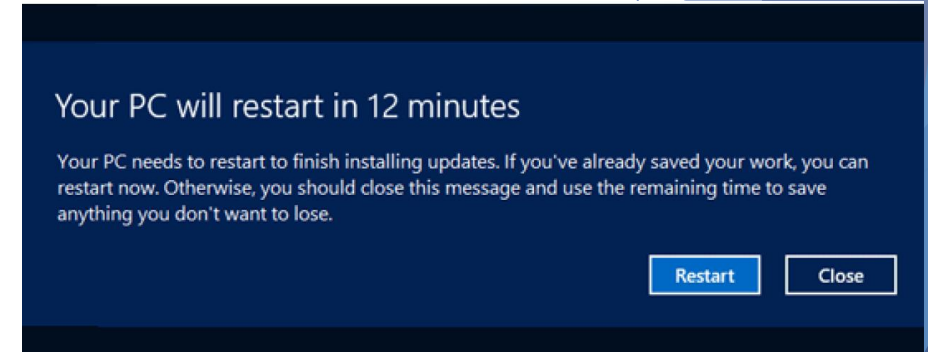 Your PC will restart in 12 minutes
Your PC needs to restart to finish installing updates. If you've already saved your work, you can
restart now. Otherwise, you should close this message and use the remaining time to save
anything you don't want to lose.
Restart Close